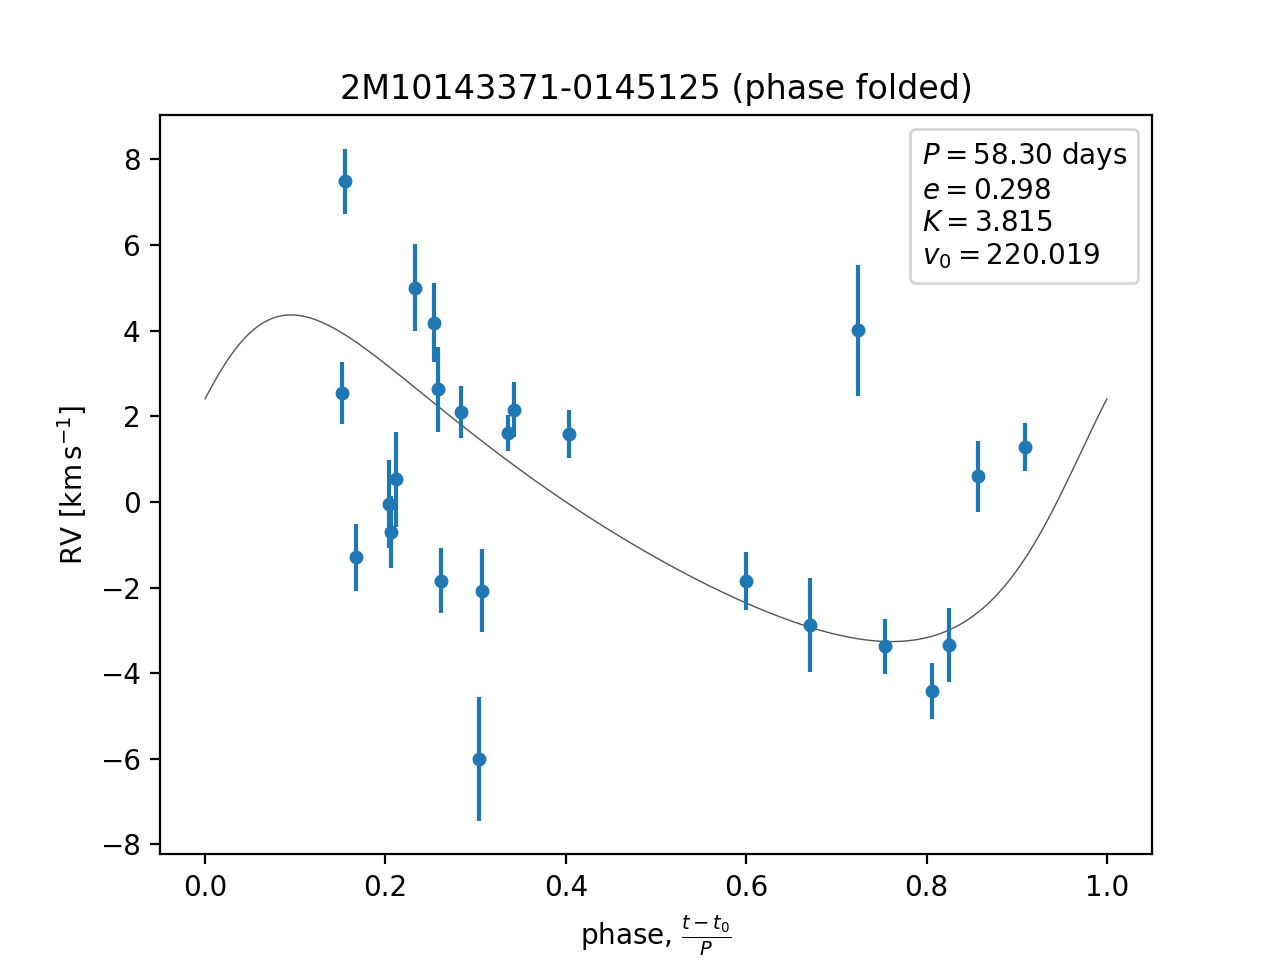 2M10143371-0145125 (phase folded)
P = 58.30 days
e = 0.298
K = 3.815
v₀ = 220.019
8
6
4
2
0
−2
−4
−6
−8
RV [km s⁻¹]
0.0 0.2 0.4 0.6 0.8 1.0
phase, (t − t₀)/P